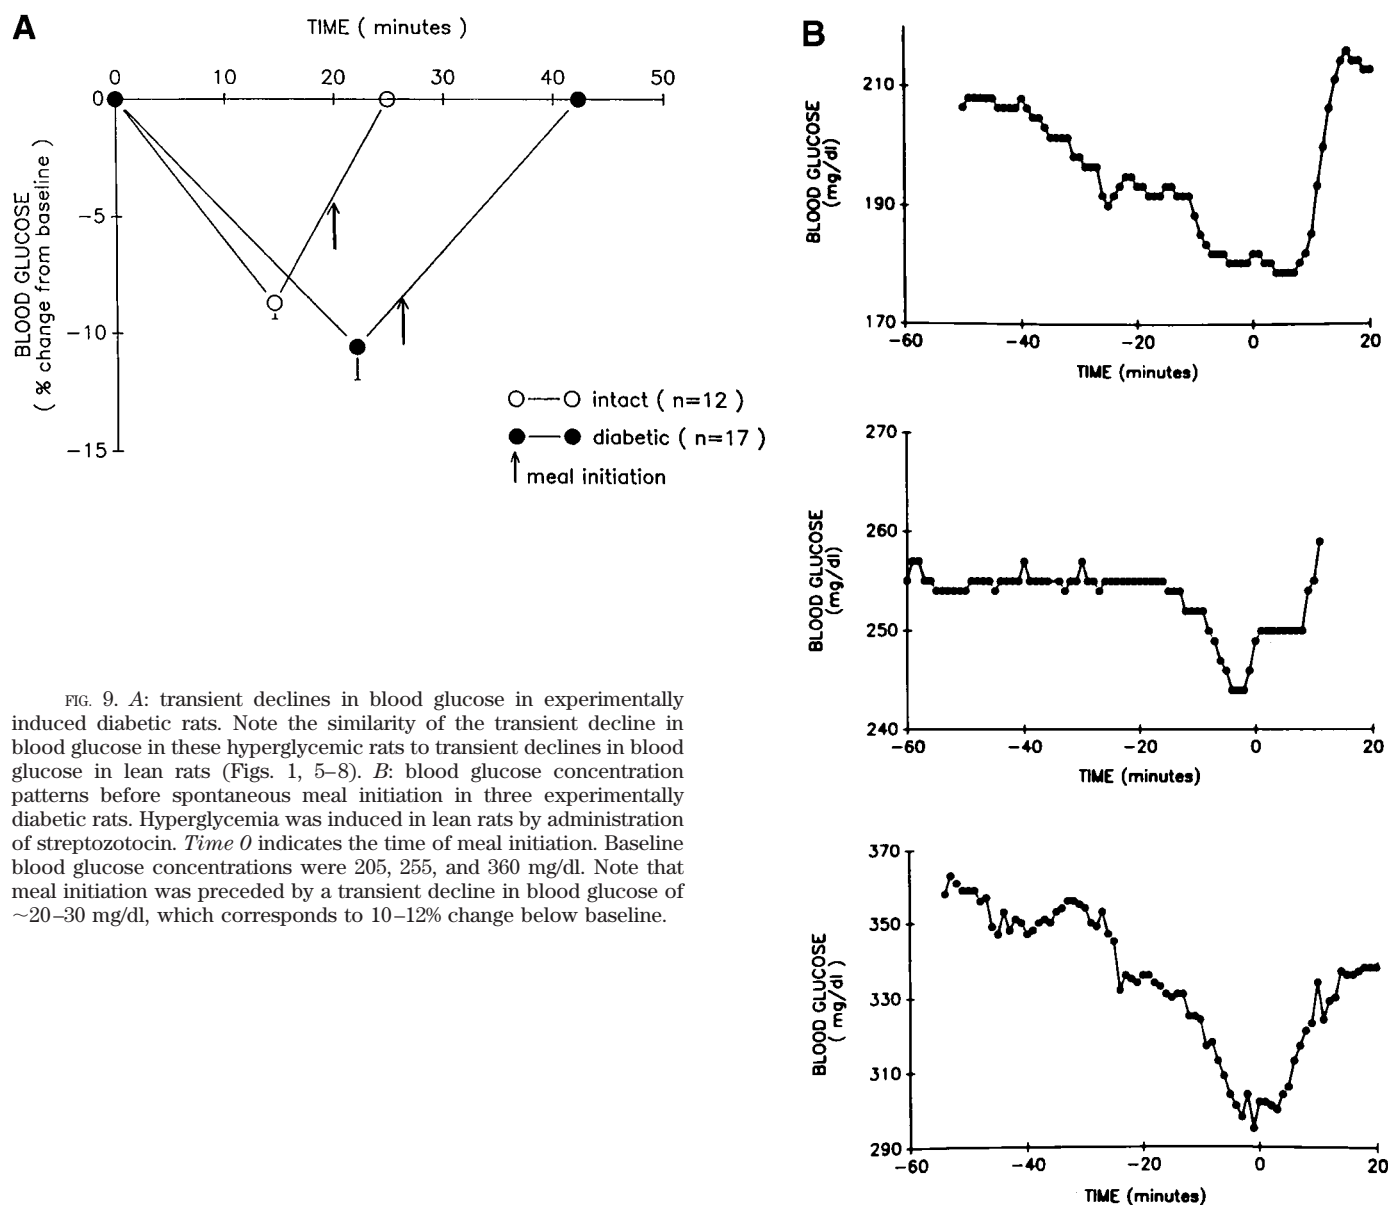 A
TIME ( minutes )
0 10 20 30 40 50
0
−5
−10
−15
BLOOD GLUCOSE
( % change from baseline )
intact ( n=12 )
diabetic ( n=17 )
meal initiation
FIG. 9. A: transient declines in blood glucose in experimentally
induced diabetic rats. Note the similarity of the transient decline in
blood glucose in these hyperglycemic rats to transient declines in blood
glucose in lean rats (Figs. 1, 5–8). B: blood glucose concentration
patterns before spontaneous meal initiation in three experimentally
diabetic rats. Hyperglycemia was induced in lean rats by administration
of streptozotocin. Time 0 indicates the time of meal initiation. Baseline
blood glucose concentrations were 205, 255, and 360 mg/dl. Note that
meal initiation was preceded by a transient decline in blood glucose of
~20–30 mg/dl, which corresponds to 10–12% change below baseline.
B
BLOOD GLUCOSE
(mg/dl)
210
190
170
−60 −40 −20 0 20
TIME (minutes)
BLOOD GLUCOSE
(mg/dl)
270
260
250
240
−60 −40 −20 0 20
TIME (minutes)
BLOOD GLUCOSE
( mg/dl )
370
350
330
310
290
−60 −40 −20 0 20
TIME (minutes)